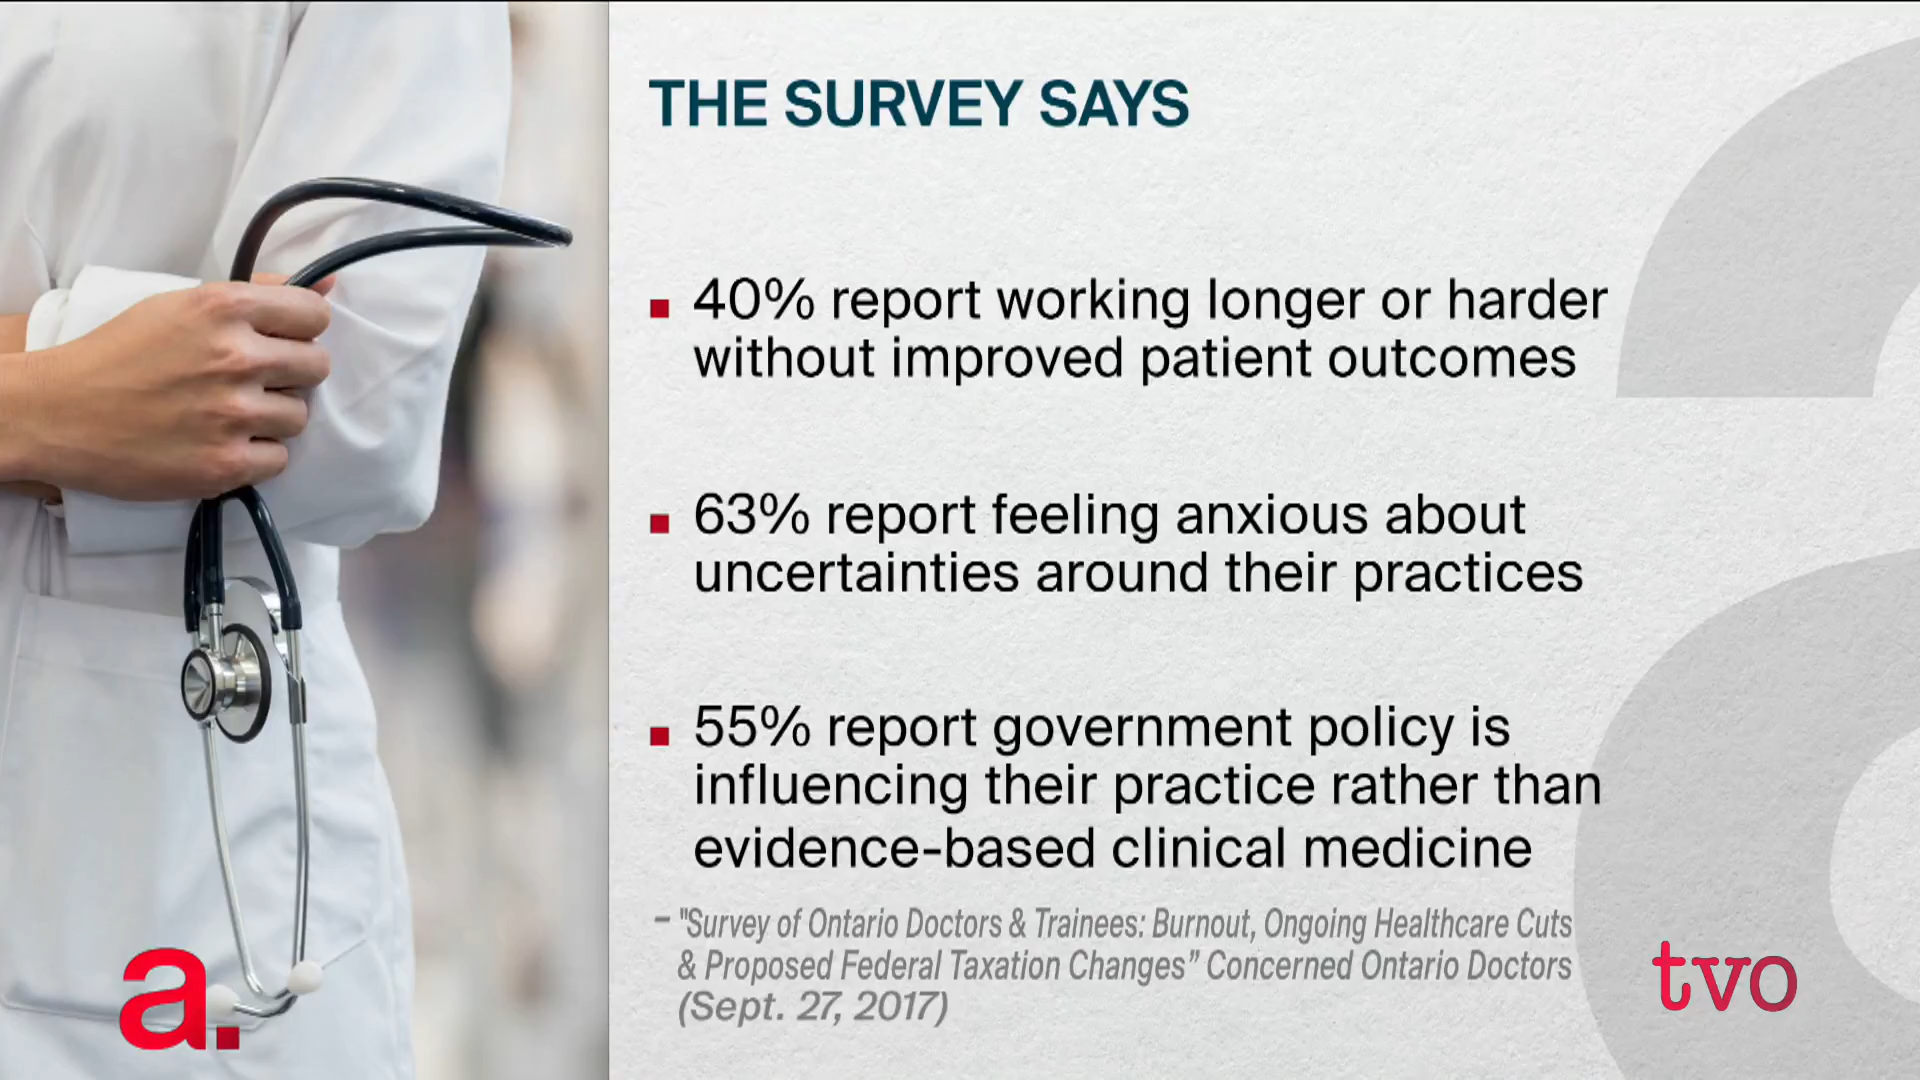 THE SURVEY SAYS
40% report working longer or harder
without improved patient outcomes
63% report feeling anxious about
uncertainties around their practices
55% report government policy is
influencing their practice rather than
evidence-based clinical medicine
– "Survey of Ontario Doctors & Trainees: Burnout, Ongoing Healthcare Cuts
& Proposed Federal Taxation Changes” Concerned Ontario Doctors
(Sept. 27, 2017)
a.
tvo